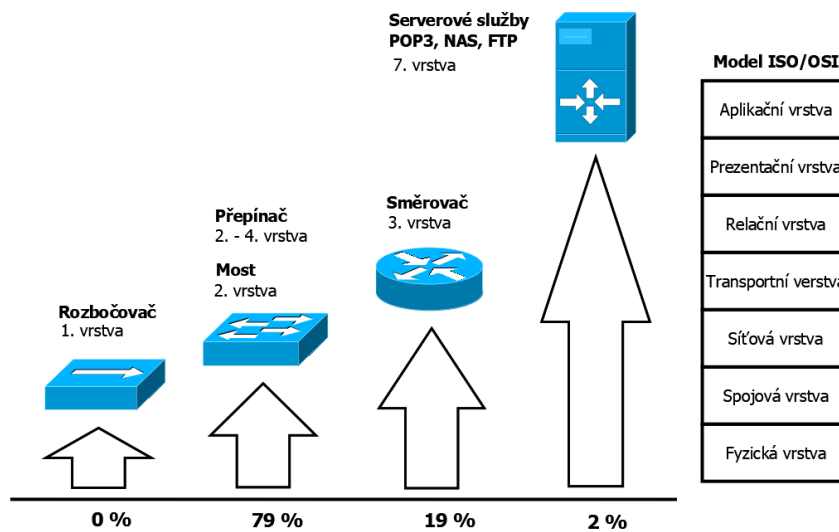 Serverové služby
POP3, NAS, FTP
7. vrstva
Směrovač
3. vrstva
Přepínač
2. - 4. vrstva
Most
2. vrstva
Rozbočovač
1. vrstva
0 %
79 %
19 %
2 %
Model ISO/OSI
Aplikační vrstva
Prezentační vrstva
Relační vrstva
Transportní verstva
Síťová vrstva
Spojová vrstva
Fyzická vrstva